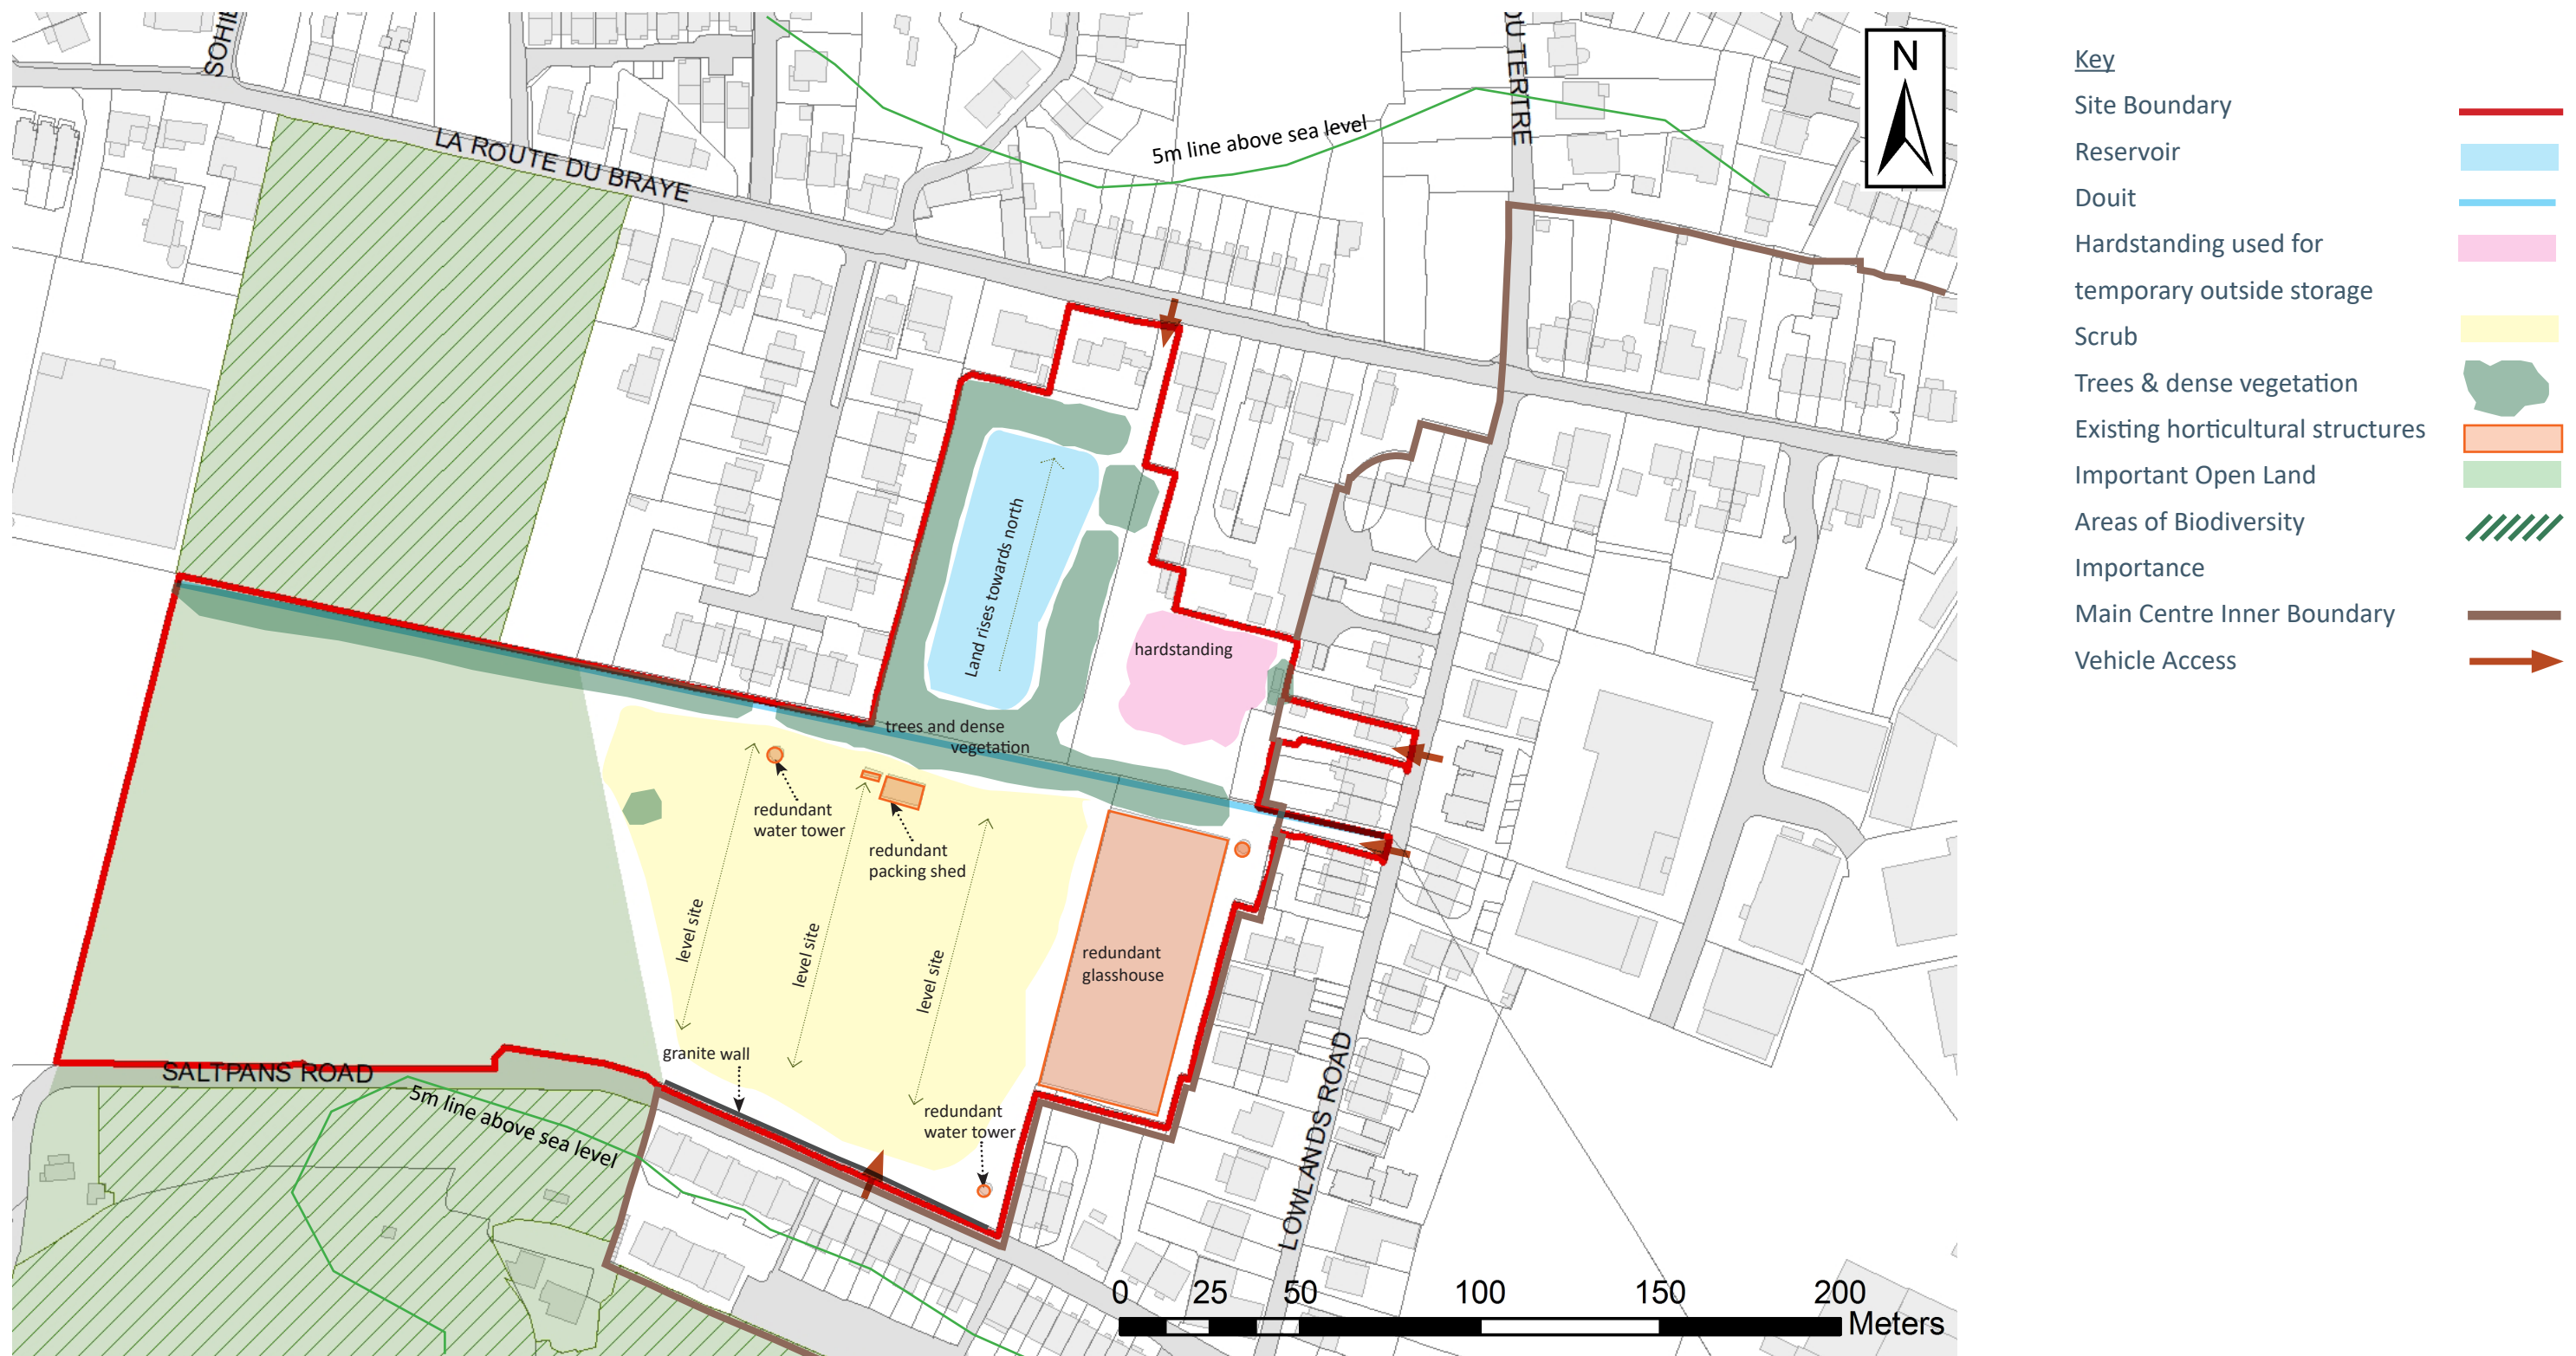 SOHIE
LA ROUTE DU BRAYE
5m line above sea level
OUTERTRE
N
Land rises towards north
hardstanding
trees and dense
vegetation
redundant
water tower
redundant
packing shed
level site
level site
level site
redundant
glasshouse
granite wall
SALTPANS ROAD
5m line above sea level
redundant
water tower
LOWLANDS ROAD
0 25 50 100 150 200
Meters
Key
Site Boundary
Reservoir
Douit
Hardstanding used for
temporary outside storage
Scrub
Trees & dense vegetation
Existing horticultural structures
Important Open Land
Areas of Biodiversity
Importance
Main Centre Inner Boundary
Vehicle Access